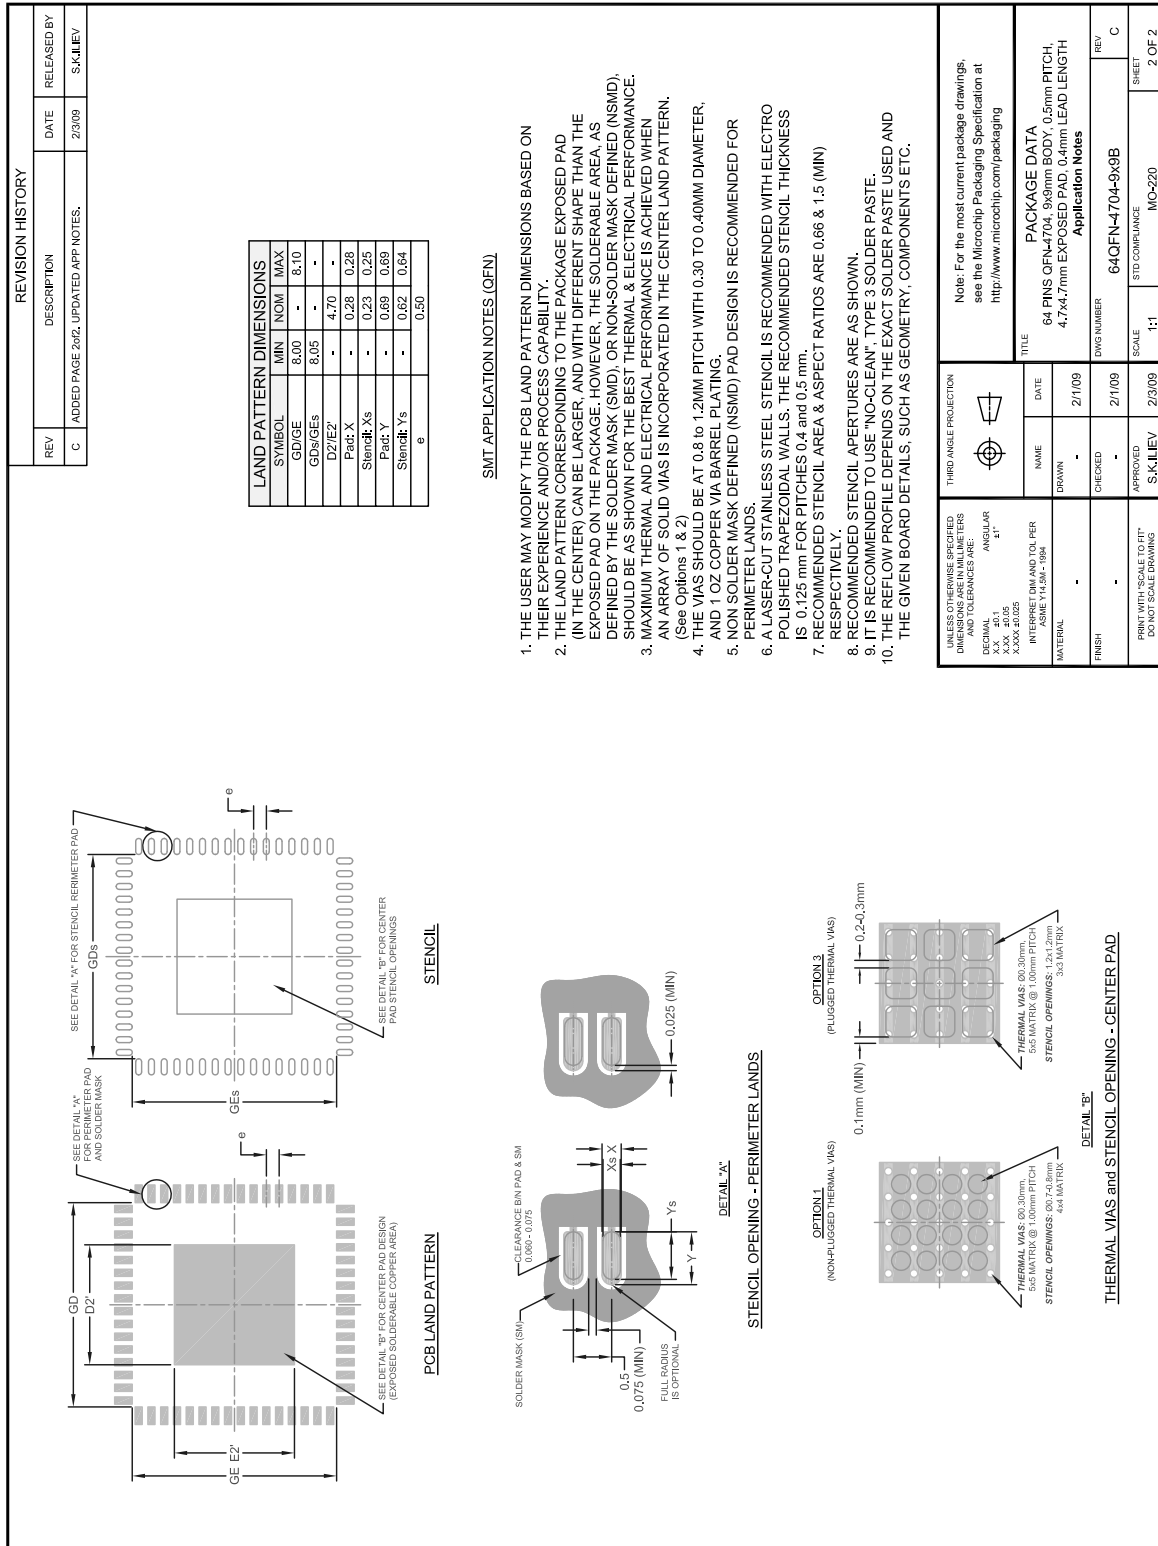 REVISION HISTORY
REV DESCRIPTION DATE RELEASED BY
C ADDED PAGE 2of2. UPDATED APP NOTES. 2/3/09 S.K.ILIEV
SEE DETAIL "A"
FOR PERIMETER PAD
AND SOLDER MASK
GD
D2'
e
GE E2'
SEE DETAIL "B" FOR CENTER PAD DESIGN
(EXPOSED SOLDERABLE COPPER AREA)
PCB LAND PATTERN
SEE DETAIL "A" FOR STENCIL RERIMETER PAD
GDs
e
GEs
SEE DETAIL "B" FOR CENTER
PAD STENCIL OPENINGS
STENCIL
LAND PATTERN DIMENSIONS
SYMBOL MIN NOM MAX
GD/GE 8.00 - 8.10
GDs/GEs 8.05 - -
D2'/E2' - 4.70 -
Pad: X - 0.28 0.28
Stencil: Xs - 0.23 0.25
Pad: Y - 0.69 0.69
Stencil: Ys - 0.62 0.64
e 0.50
SOLDER MASK (SM)
CLEARANCE B/N PAD & SM
0.060 - 0.075
Xs X
Ys
Y
0.5
0.075 (MIN)
FULL RADIUS
IS OPTIONAL
0.025 (MIN)
DETAIL "A"
STENCIL OPENING - PERIMETER LANDS
OPTION 1
(NON-PLUGGED THERMAL VIAS)
THERMAL VIAS: Ø0.30mm,
5x5 MATRIX @ 1.00mm PITCH
STENCIL OPENINGS: Ø0.7-0.8mm
4x4 MATRIX
OPTION 3
(PLUGGED THERMAL VIAS)
0.1mm (MIN)
0.2-0.3mm
THERMAL VIAS: Ø0.30mm,
5x5 MATRIX @ 1.00mm PITCH
STENCIL OPENINGS: 1.2x1.2mm
3x3 MATRIX
DETAIL "B"
THERMAL VIAS and STENCIL OPENING - CENTER PAD
SMT APPLICATION NOTES (QFN)
1. THE USER MAY MODIFY THE PCB LAND PATTERN DIMENSIONS BASED ON
THEIR EXPERIENCE AND/OR PROCESS CAPABILITY.
2. THE LAND PATTERN CORRESPONDING TO THE PACKAGE EXPOSED PAD
(IN THE CENTER) CAN BE LARGER, AND WITH DIFFERENT SHAPE THAN THE
EXPOSED PAD ON THE PACKAGE. HOWEVER, THE SOLDERABLE AREA, AS
DEFINED BY THE SOLDER MASK (SMD), OR NON-SOLDER MASK DEFINED (NSMD),
SHOULD BE AS SHOWN FOR THE BEST THERMAL & ELECTRICAL PERFORMANCE.
3. MAXIMUM THERMAL AND ELECTRICAL PERFORMANCE IS ACHIEVED WHEN
AN ARRAY OF SOLID VIAS IS INCORPORATED IN THE CENTER LAND PATTERN.
(See Options 1 & 2)
4. THE VIAS SHOULD BE AT 0.8 to 1.2MM PITCH WITH 0.30 TO 0.40MM DIAMETER,
AND 1 OZ COPPER VIA BARREL PLATING.
5. NON SOLDER MASK DEFINED (NSMD) PAD DESIGN IS RECOMMENDED FOR
PERIMETER LANDS.
6. A LASER-CUT STAINLESS STEEL STENCIL IS RECOMMENDED WITH ELECTRO
POLISHED TRAPEZOIDAL WALLS. THE RECOMMENDED STENCIL THICKNESS
IS 0.125 mm FOR PITCHES 0.4 and 0.5 mm.
7. RECOMMENDED STENCIL AREA & ASPECT RATIOS ARE 0.66 & 1.5 (MIN)
RESPECTIVELY.
8. RECOMMENDED STENCIL APERTURES ARE AS SHOWN.
9. IT IS RECOMMENDED TO USE "NO-CLEAN", TYPE 3 SOLDER PASTE.
10. THE REFLOW PROFILE DEPENDS ON THE EXACT SOLDER PASTE USED AND
THE GIVEN BOARD DETAILS, SUCH AS GEOMETRY, COMPONENTS ETC.
UNLESS OTHERWISE SPECIFIED
DIMENSIONS ARE IN MILLIMETERS
AND TOLERANCES ARE:
DECIMAL ANGULAR
X.X ±0.1 ±1°
X.XX ±0.05
X.XXX ±0.025
INTERPRET DIM AND TOL PER
ASME Y14.5M - 1994
MATERIAL
-
FINISH
-
PRINT WITH "SCALE TO FIT"
DO NOT SCALE DRAWING
THIRD ANGLE PROJECTION
NAME DATE
DRAWN
- 2/1/09
CHECKED
- 2/1/09
APPROVED
S.K.ILIEV 2/3/09
Note: For the most current package drawings,
see the Microchip Packaging Specification at
http://www.microchip.com/packaging
TITLE
PACKAGE DATA
64 PINS QFN-4704, 9x9mm BODY, 0.5mm PITCH,
4.7x4.7mm EXPOSED PAD, 0.4mm LEAD LENGTH
Application Notes
DWG NUMBER
64QFN-4704-9x9B
REV
C
SCALE
1:1
STD COMPLIANCE
MO-220
SHEET
2 OF 2